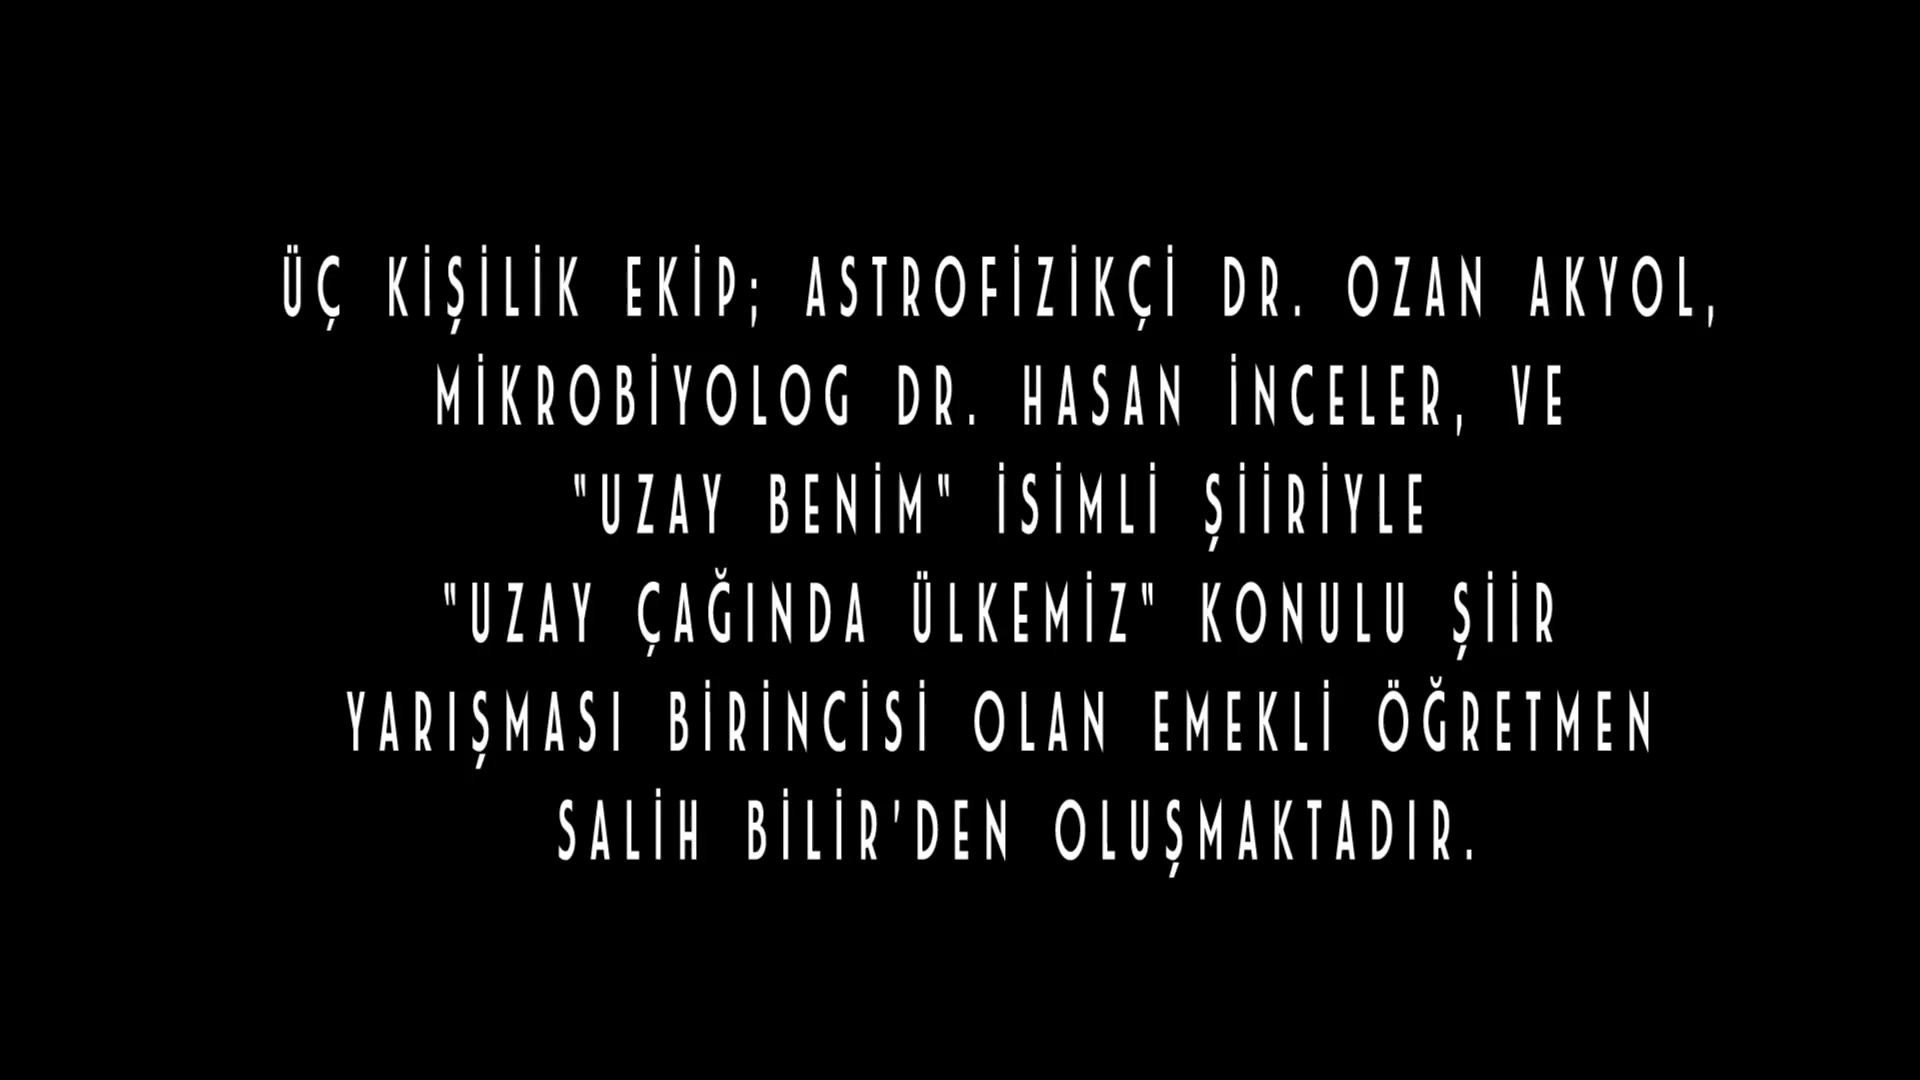 ÜÇ KİŞİLİK EKİP; ASTROFİZİKÇİ DR. OZAN AKYOL,
MİKROBİYOLOG DR. HASAN İNCELER, VE
"UZAY BENİM" İSİMLİ ŞİİRİYLE
"UZAY ÇAĞINDA ÜLKEMİZ" KONULU ŞİİR
YARIŞMASI BİRİNCİSİ OLAN EMEKLİ ÖĞRETMEN
SALİH BİLİR'DEN OLUŞMAKTADIR.